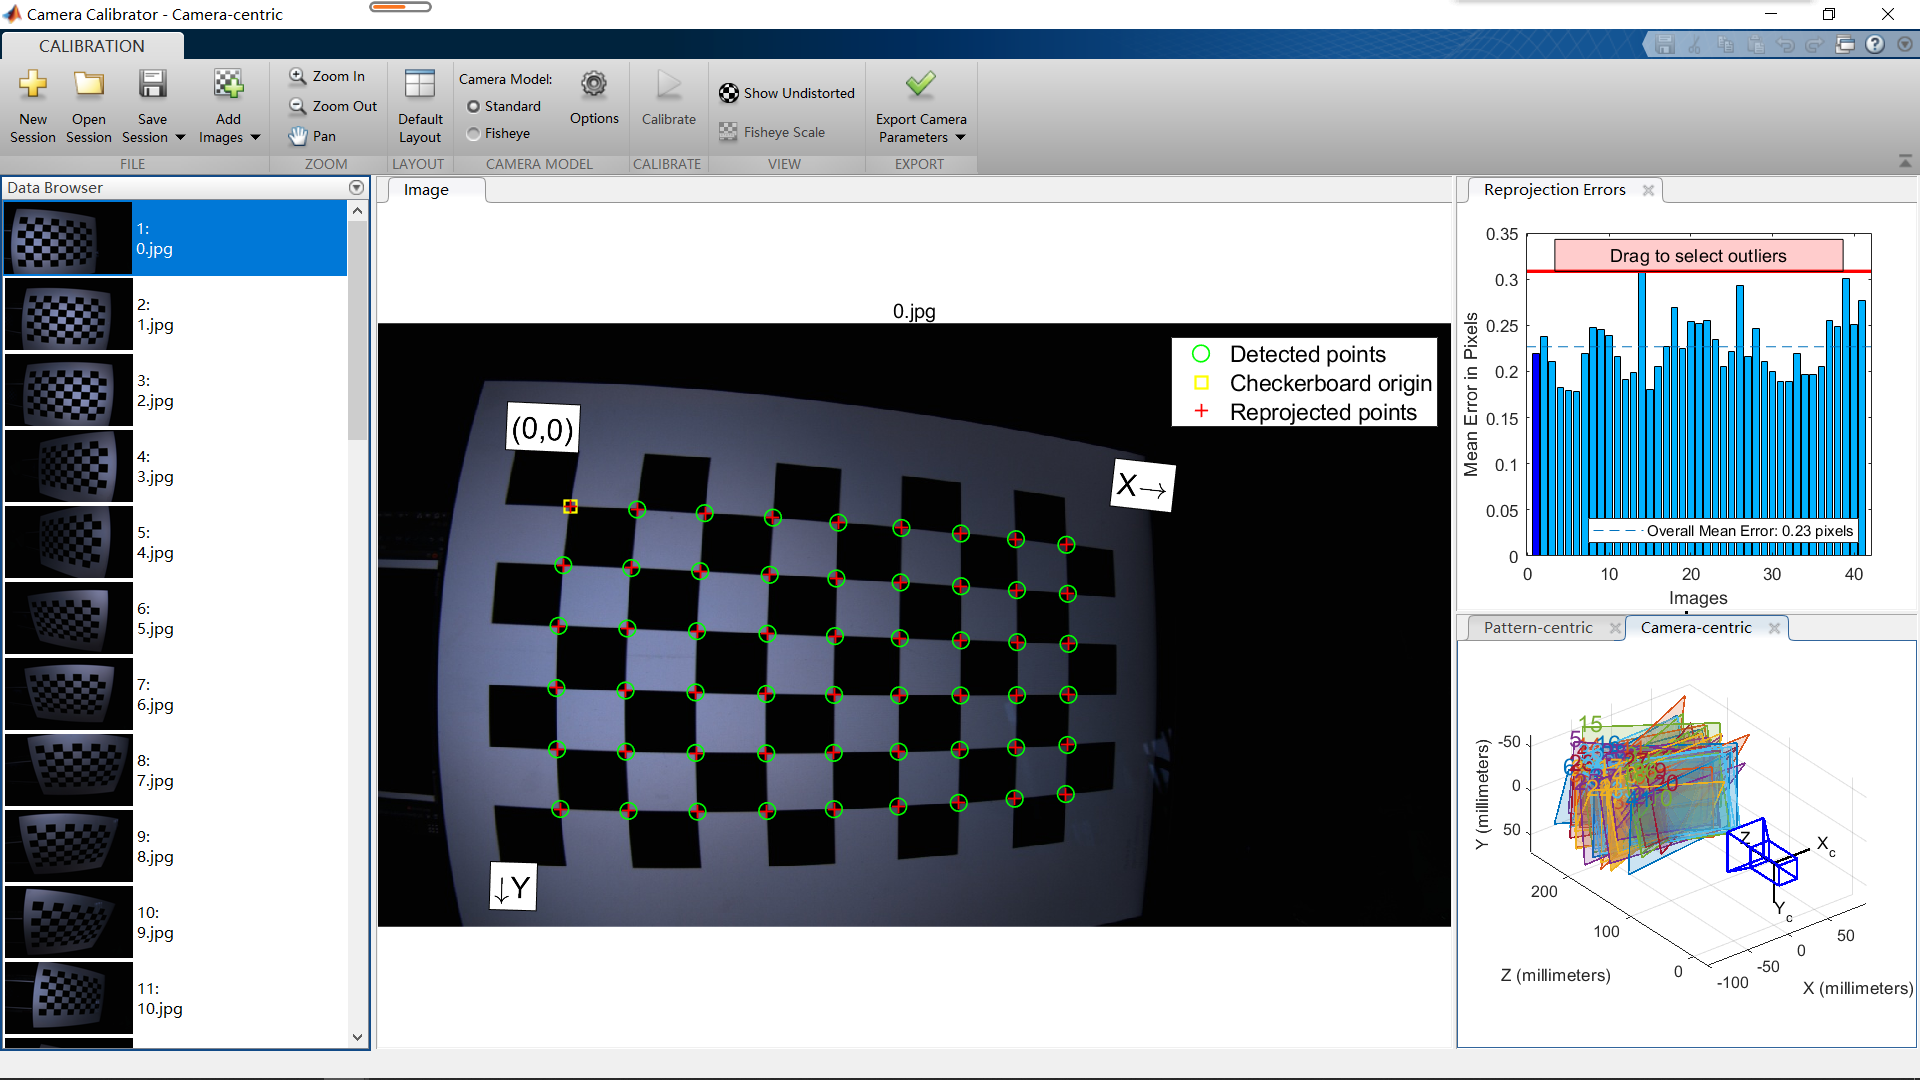 Camera Calibrator - Camera-centric
CALIBRATION
New Session
Open Session
Save Session
Add Images
Zoom In
Zoom Out
Pan
Default Layout
Camera Model:
Standard
Fisheye
Options
Calibrate
Show Undistorted
Fisheye Scale
Export Camera Parameters
FILE
ZOOM
LAYOUT
CAMERA MODEL
CALIBRATE
VIEW
EXPORT
Data Browser
1:
0.jpg
2:
1.jpg
3:
2.jpg
4:
3.jpg
5:
4.jpg
6:
5.jpg
7:
6.jpg
8:
7.jpg
9:
8.jpg
10:
9.jpg
11:
10.jpg
Image
0.jpg
Detected points
Checkerboard origin
Reprojected points
(0,0)
X→
↓Y
Reprojection Errors
Drag to select outliers
0.35
0.3
0.25
0.2
0.15
0.1
0.05
0
Mean Error in Pixels
Overall Mean Error: 0.23 pixels
0 10 20 30 40
Images
Pattern-centric
Camera-centric
15
5
16
6
-50
0
50
Y (millimeters)
200
100
0
Z (millimeters)
-100
-50
0
50
X (millimeters)
Z
Xc
Yc